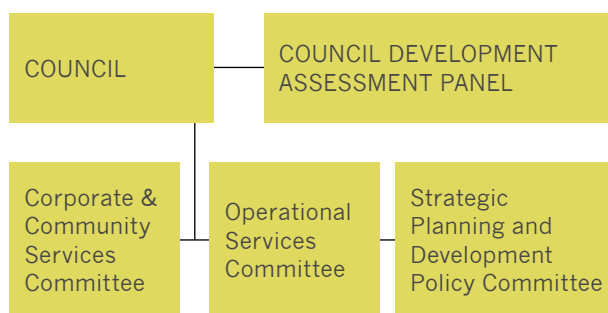 COUNCIL
COUNCIL DEVELOPMENT
ASSESSMENT PANEL
Corporate &
Community
Services
Committee
Operational
Services
Committee
Strategic
Planning and
Development
Policy Committee